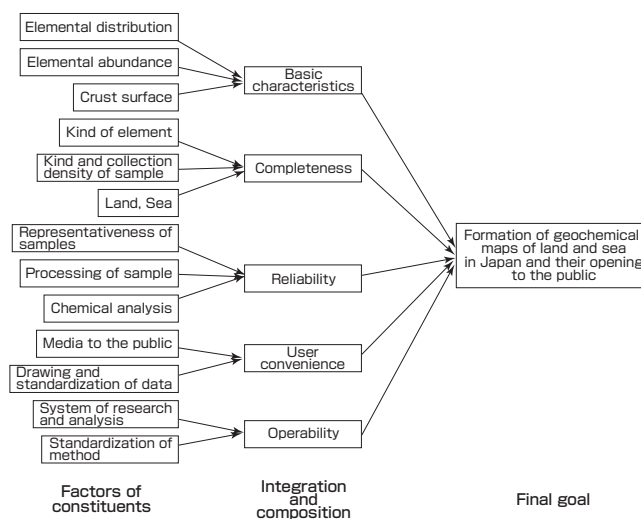 Elemental distribution
Elemental abundance
Crust surface
Kind of element
Kind and collection
density of sample
Land, Sea
Representativeness of
samples
Processing of sample
Chemical analysis
Media to the public
Drawing and
standardization of data
System of research
and analysis
Standardization of
method
Factors of
constituents
Basic
characteristics
Completeness
Reliability
User
convenience
Operability
Integration
and
composition
Formation of geochemical
maps of land and sea
in Japan and their opening
to the public
Final goal